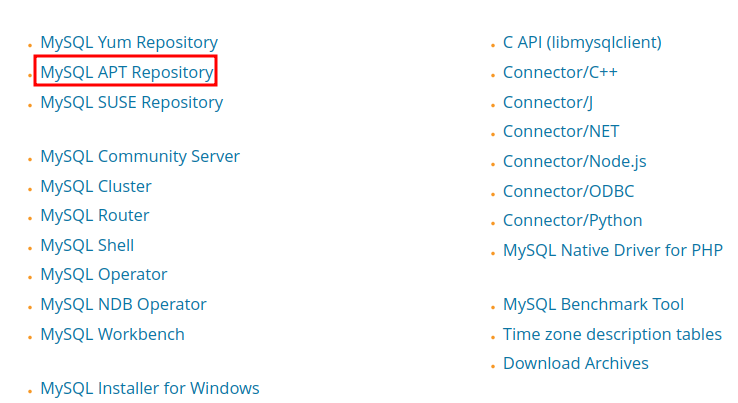 MySQL Yum Repository
MySQL APT Repository
MySQL SUSE Repository
MySQL Community Server
MySQL Cluster
MySQL Router
MySQL Shell
MySQL Operator
MySQL NDB Operator
MySQL Workbench
MySQL Installer for Windows
C API (libmysqlclient)
Connector/C++
Connector/J
Connector/NET
Connector/Node.js
Connector/ODBC
Connector/Python
MySQL Native Driver for PHP
MySQL Benchmark Tool
Time zone description tables
Download Archives